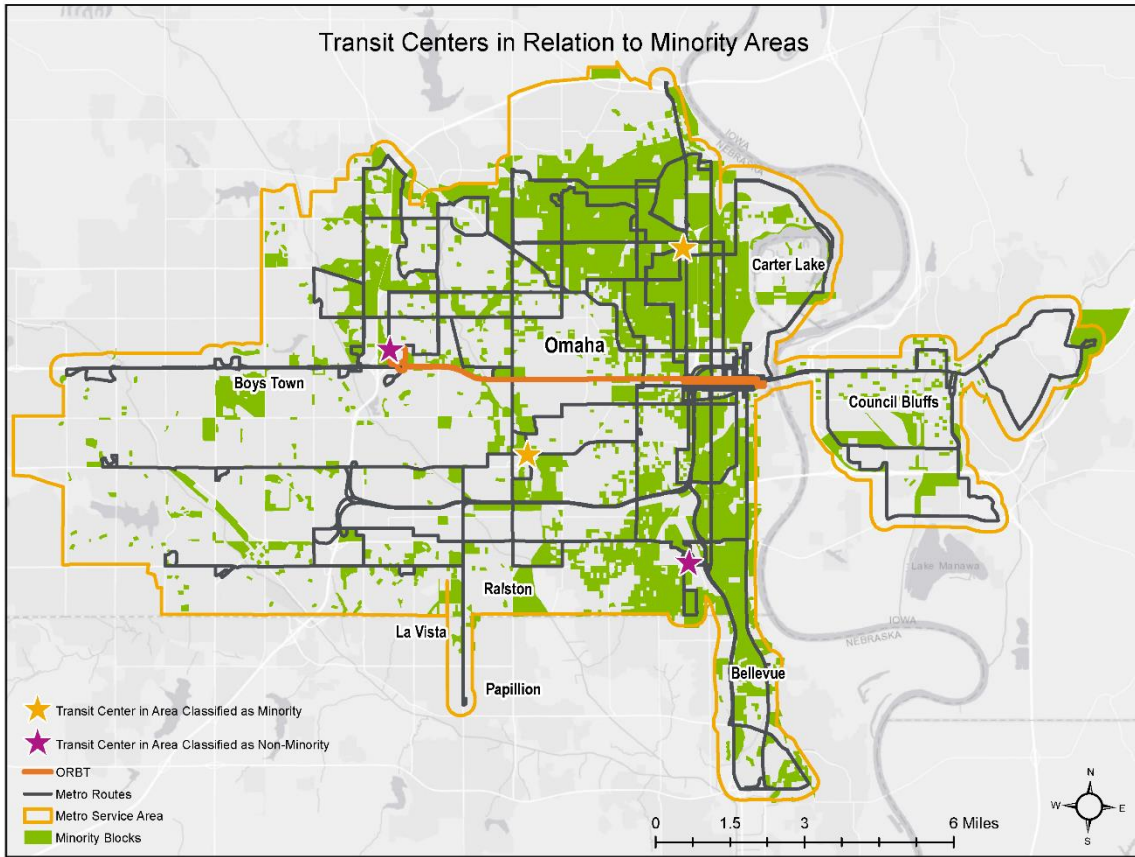 Transit Centers in Relation to Minority Areas
IOWA
NEBRASKA
Carter Lake
Omaha
Boys Town
Council Bluffs
Lake Manawa
Ralston
La Vista
IOWA
NEBRASKA
Papillion
Bellevue
Transit Center in Area Classified as Minority
Transit Center in Area Classified as Non-Minority
ORBT
Metro Routes
Metro Service Area
Minority Blocks
0 1.5 3 6 Miles
N
W E
S